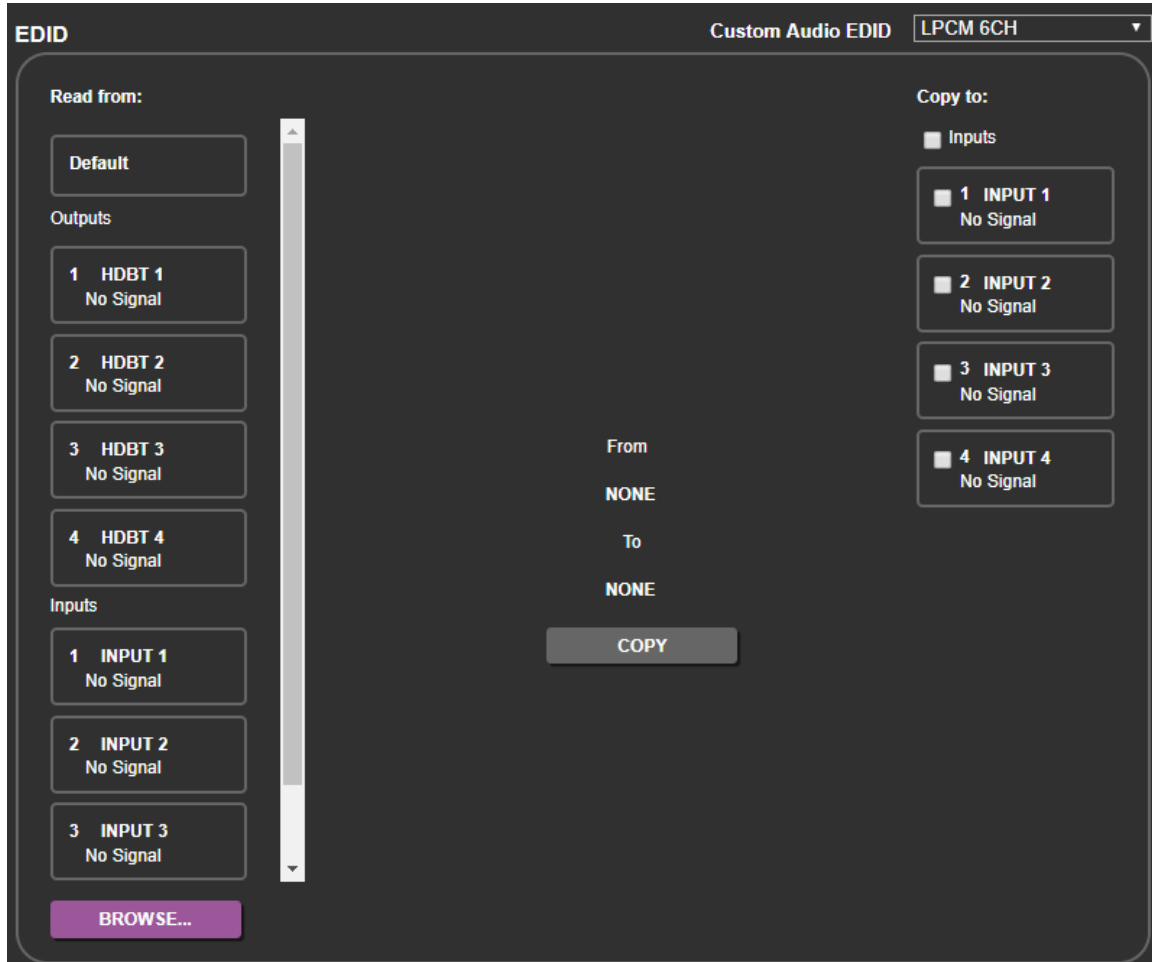 EDID
Custom Audio EDID LPCM 6CH
Read from:
Default
Outputs
1 HDBT 1
No Signal
2 HDBT 2
No Signal
3 HDBT 3
No Signal
4 HDBT 4
No Signal
Inputs
1 INPUT 1
No Signal
2 INPUT 2
No Signal
3 INPUT 3
No Signal
BROWSE...
From
NONE
To
NONE
COPY
Copy to:
Inputs
1 INPUT 1
No Signal
2 INPUT 2
No Signal
3 INPUT 3
No Signal
4 INPUT 4
No Signal